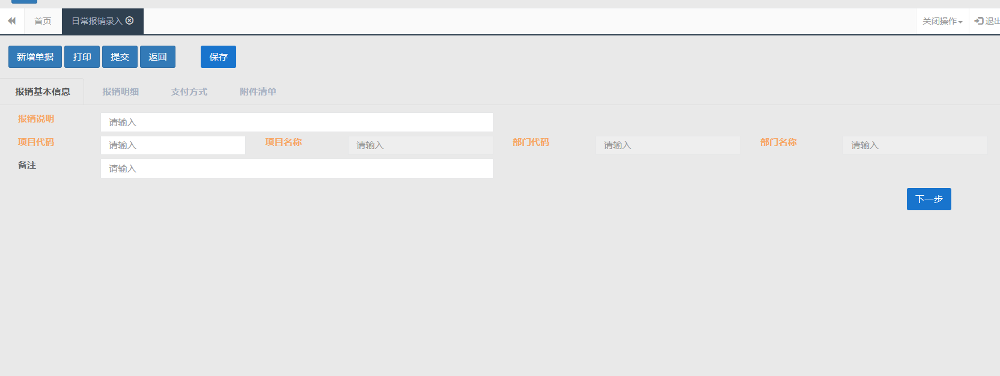 首页 日常报销录入 关闭操作 退出
新增单据 打印 提交 返回 保存
报销基本信息 报销明细 支付方式 附件清单
报销说明 请输入
项目代码 请输入 项目名称 请输入 部门代码 请输入 部门名称 请输入
备注 请输入
下一步